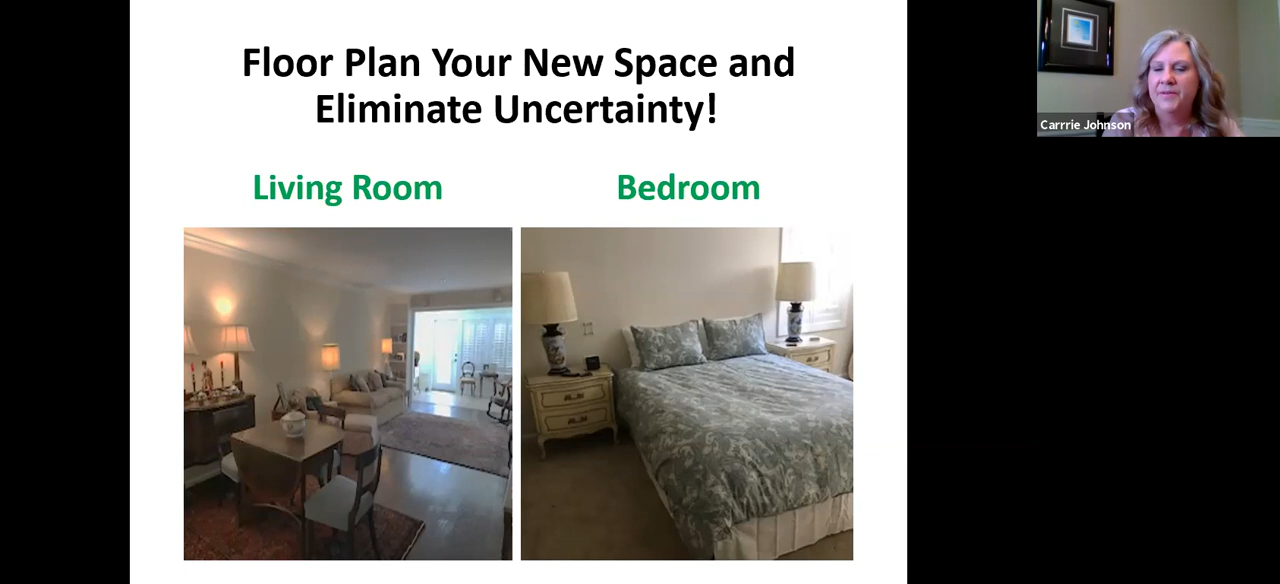 Floor Plan Your New Space and
Eliminate Uncertainty!
Living Room
Bedroom
Carrrie Johnson